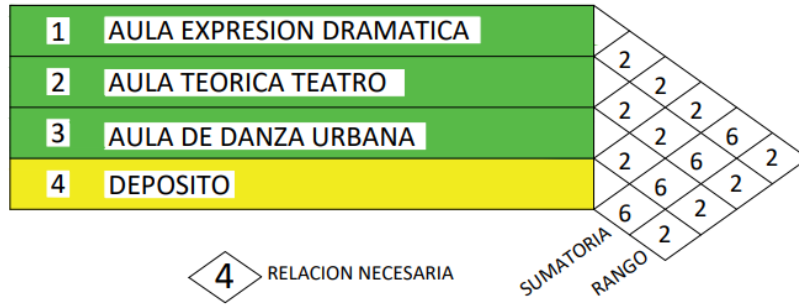 1 AULA EXPRESION DRAMATICA
2 2 2 6 2
2 AULA TEORICA TEATRO
2 2 6 2
3 AULA DE DANZA URBANA
2 6 2
4 DEPOSITO
6 2
SUMATORIA
RANGO
4 RELACION NECESARIA